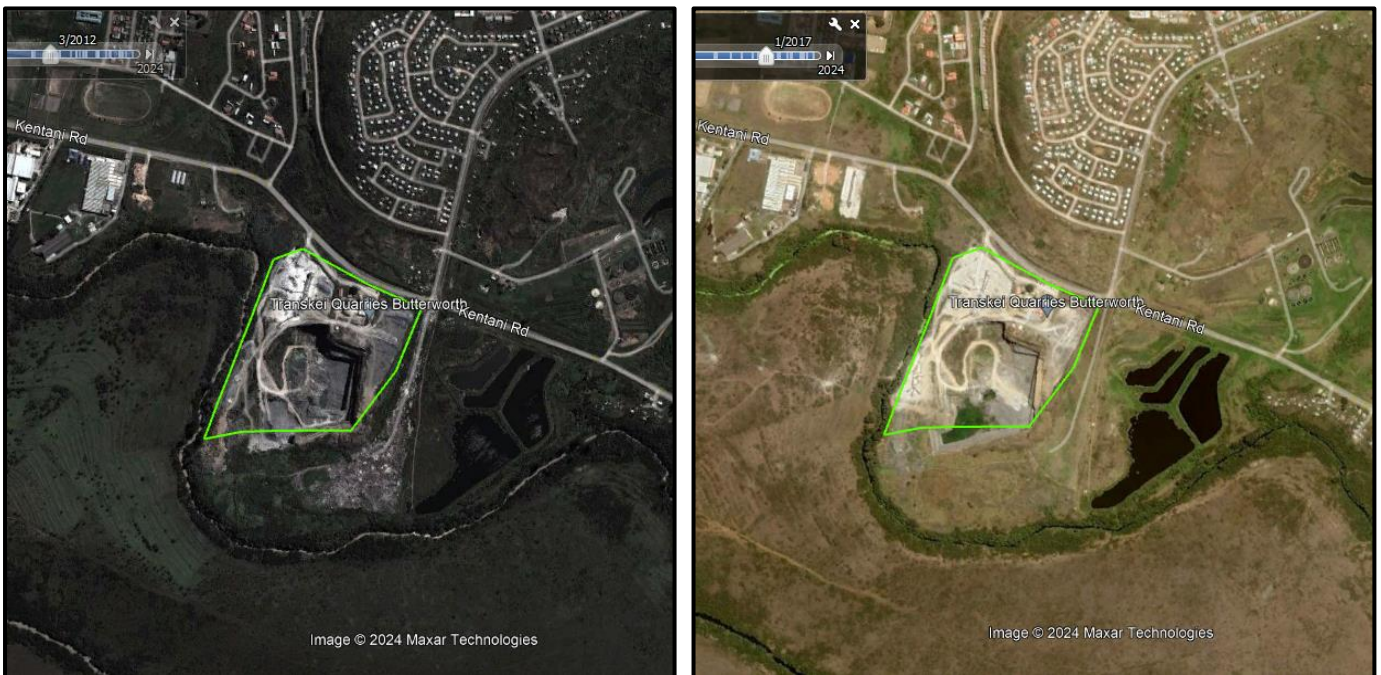 3/2012
2024
Kentani Rd
Transkei Quarries Butterworth
Kentani Rd
Image © 2024 Maxar Technologies
1/2017
2024
Kentani Rd
Transkei Quarries Butterworth
Kentani Rd
Image © 2024 Maxar Technologies